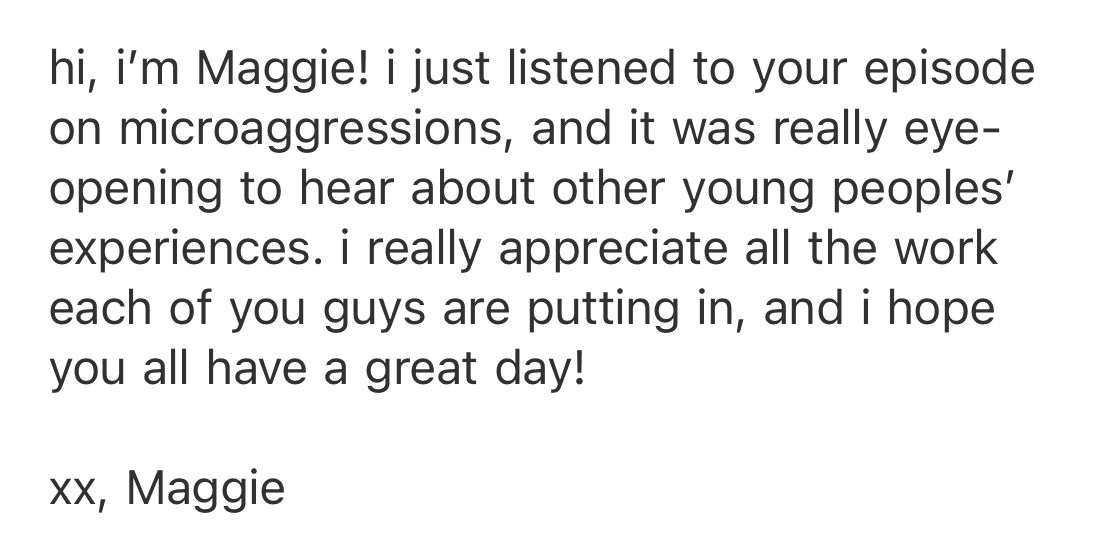 hi, i’m Maggie! i just listened to your episode
on microaggressions, and it was really eye-
opening to hear about other young peoples’
experiences. i really appreciate all the work
each of you guys are putting in, and i hope
you all have a great day!
xx, Maggie